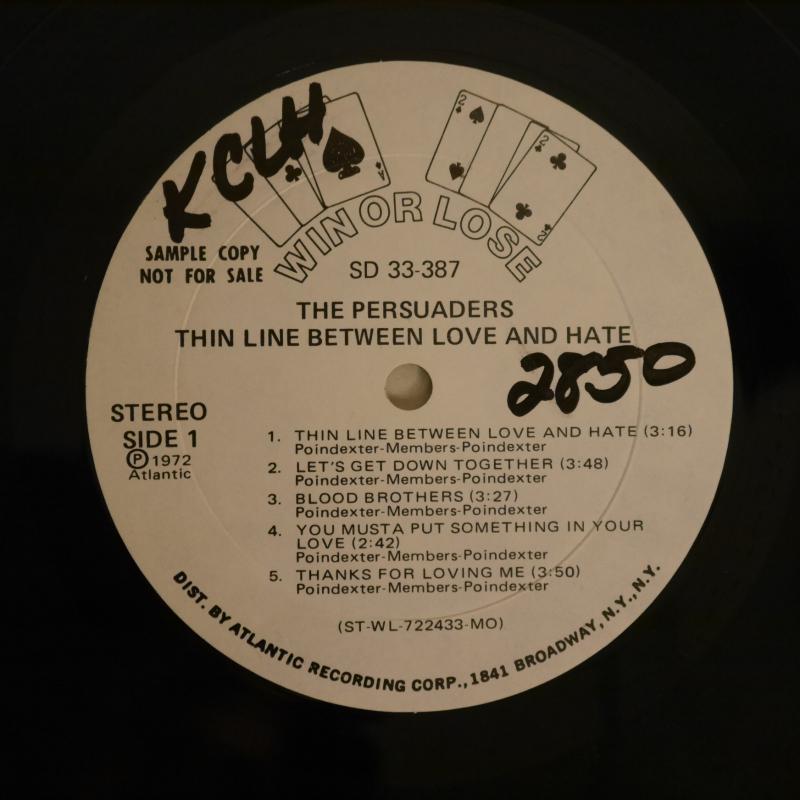 KCLH
WIN OR LOSE
SAMPLE COPY
NOT FOR SALE
SD 33-387
THE PERSUADERS
THIN LINE BETWEEN LOVE AND HATE
2850
STEREO
SIDE 1
Ⓟ 1972
Atlantic
1. THIN LINE BETWEEN LOVE AND HATE (3:16)
Poindexter-Members-Poindexter
2. LET'S GET DOWN TOGETHER (3:48)
Poindexter-Members-Poindexter
3. BLOOD BROTHERS (3:27)
Poindexter-Members-Poindexter
4. YOU MUSTA PUT SOMETHING IN YOUR
LOVE (2:42)
Poindexter-Members-Poindexter
5. THANKS FOR LOVING ME (3:50)
Poindexter-Members-Poindexter
(ST-WL-722433-MO)
DIST. BY ATLANTIC RECORDING CORP., 1841 BROADWAY, N.Y., N.Y.